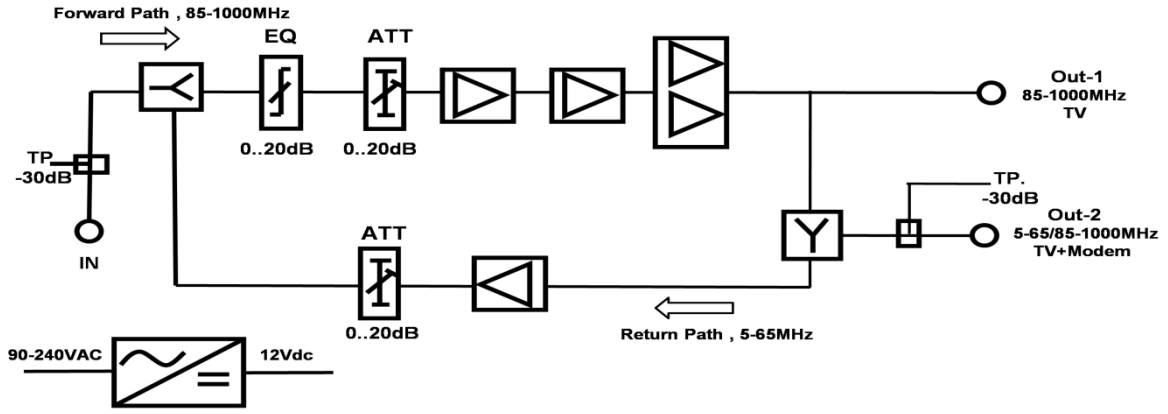 Forward Path , 85-1000MHz
EQ
ATT
0..20dB
0..20dB
Out-1
85-1000MHz
TV
TP
-30dB
IN
TP.
-30dB
Out-2
5-65/85-1000MHz
TV+Modem
ATT
0..20dB
Return Path , 5-65MHz
90-240VAC
12Vdc